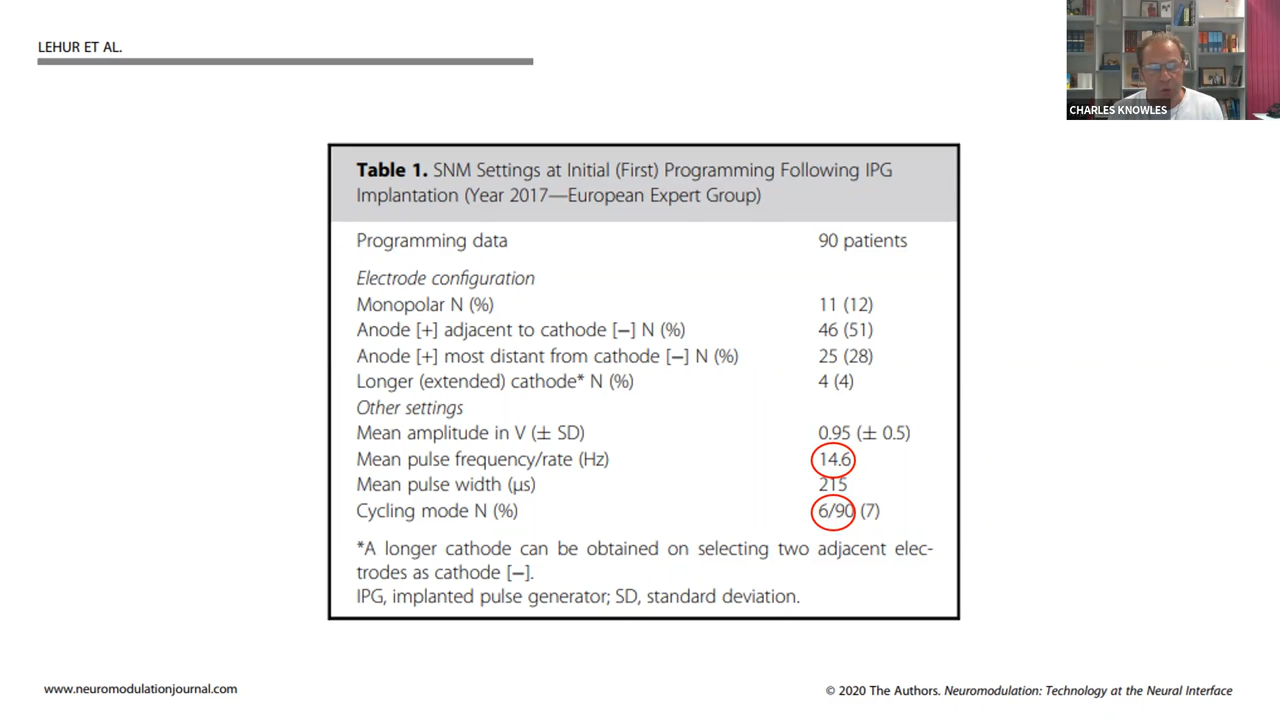 LEHUR ET AL.
CHARLES KNOWLES
Table 1. SNM Settings at Initial (First) Programming Following IPG
Implantation (Year 2017—European Expert Group)
Programming data 90 patients
Electrode configuration
Monopolar N (%) 11 (12)
Anode [+] adjacent to cathode [−] N (%) 46 (51)
Anode [+] most distant from cathode [−] N (%) 25 (28)
Longer (extended) cathode* N (%) 4 (4)
Other settings
Mean amplitude in V (± SD) 0.95 (± 0.5)
Mean pulse frequency/rate (Hz) 14.6
Mean pulse width (μs) 215
Cycling mode N (%) 6/90 (7)
*A longer cathode can be obtained on selecting two adjacent elec-
trodes as cathode [−].
IPG, implanted pulse generator; SD, standard deviation.
www.neuromodulationjournal.com © 2020 The Authors. Neuromodulation: Technology at the Neural Interface